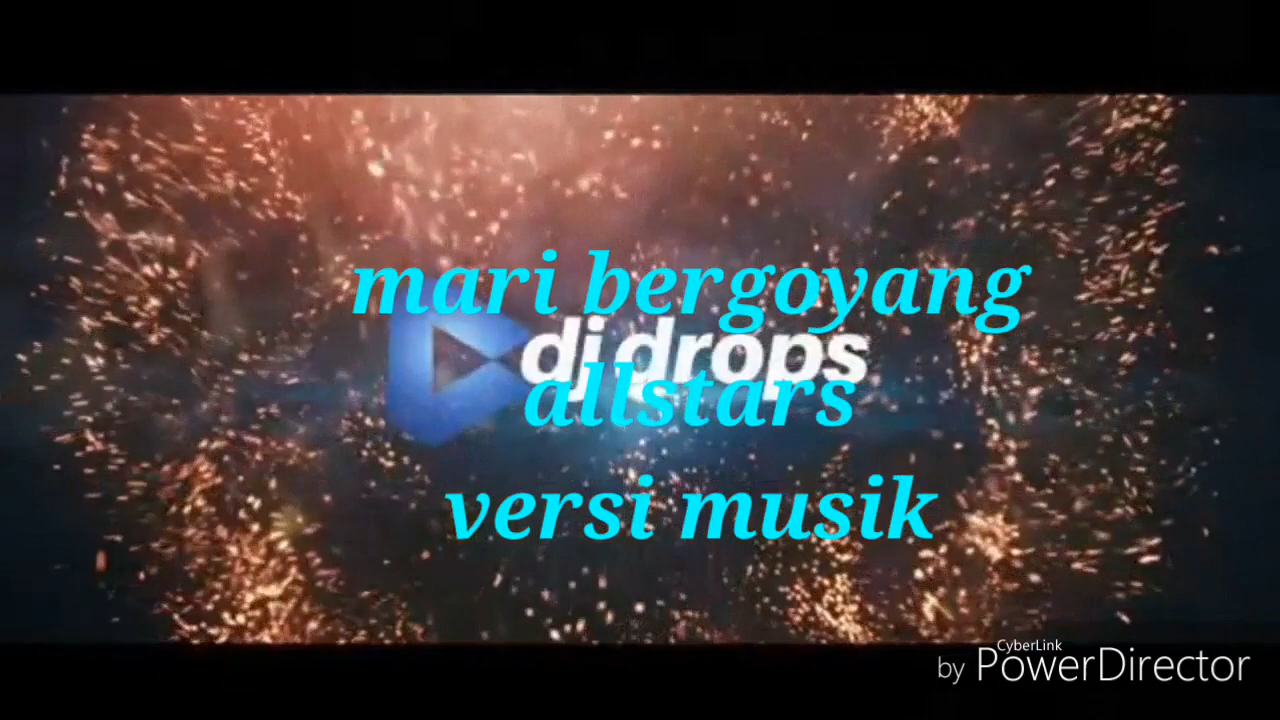 mari bergoyang
dj drops
allstars
versi musik
CyberLink
by PowerDirector